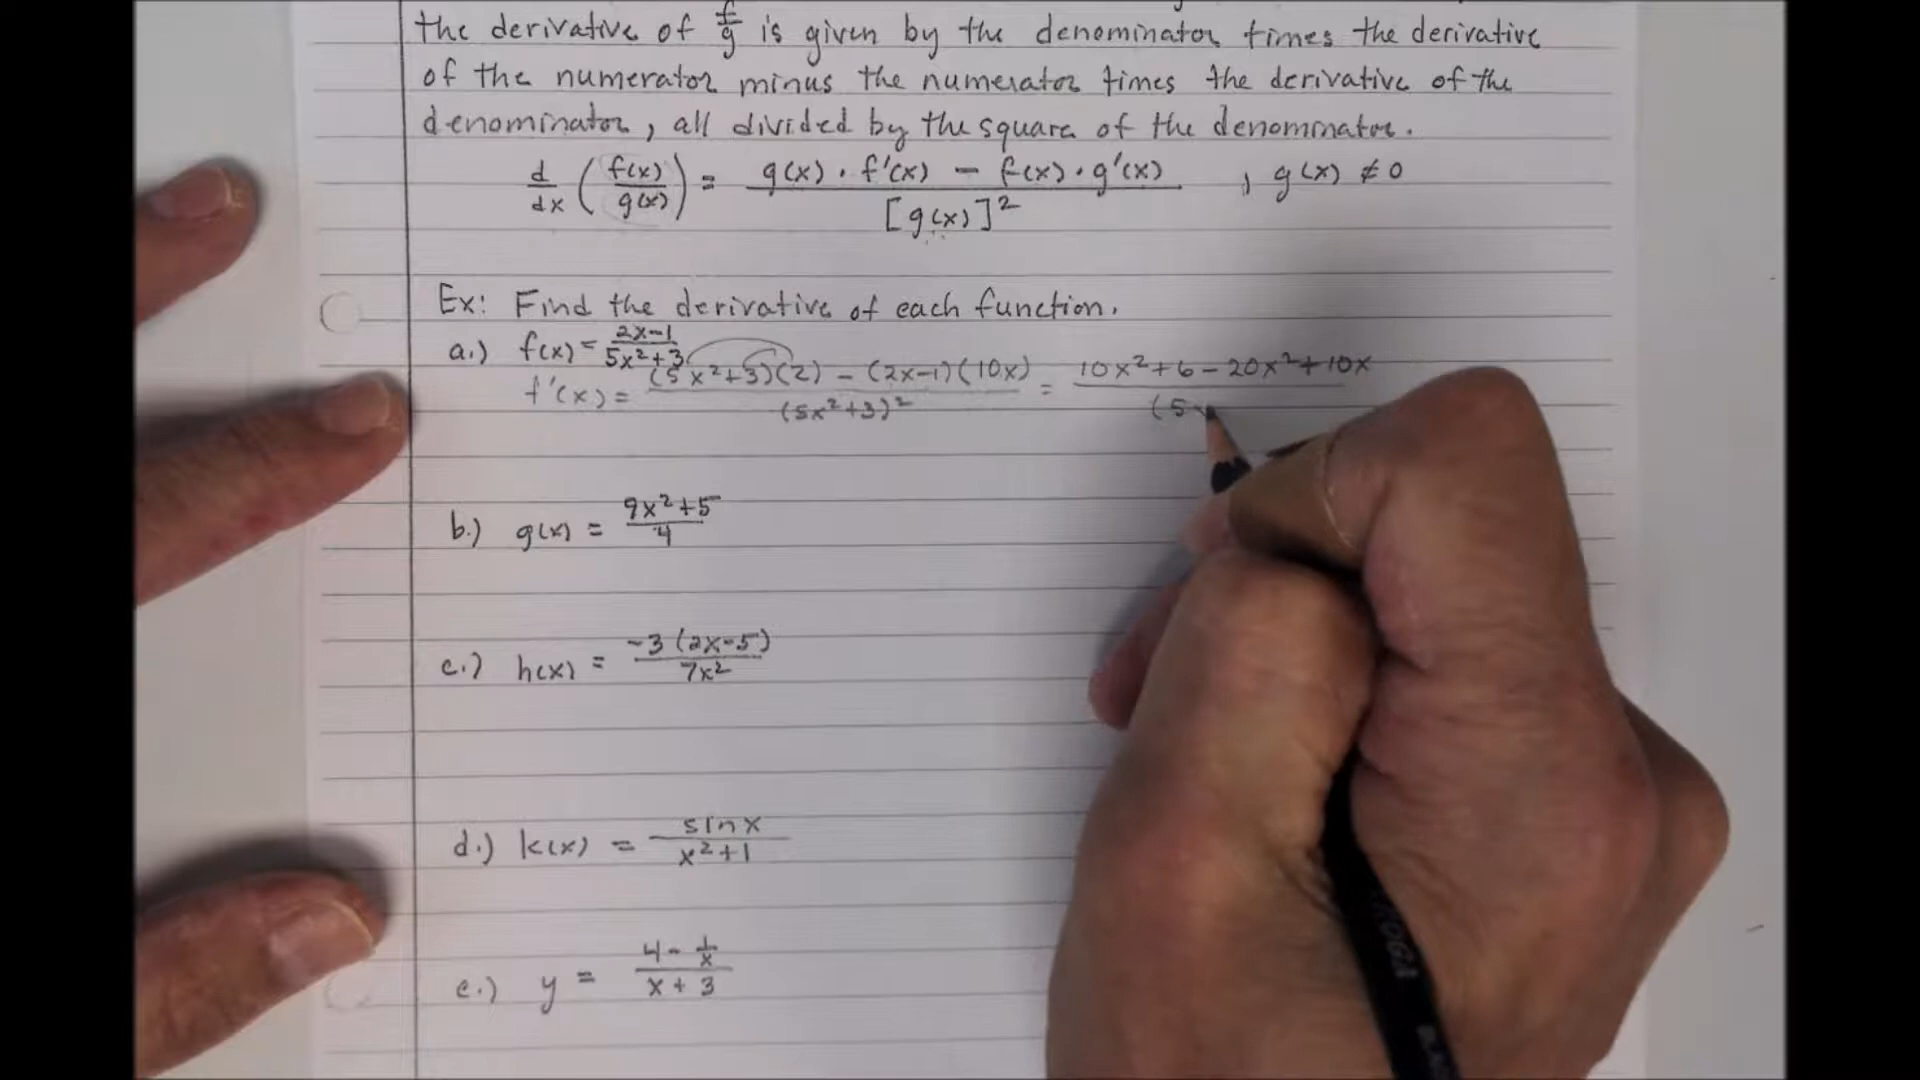 the derivative of f/g is given by the denominator times the derivative
of the numerator minus the numerator times the derivative of the
denominator, all divided by the square of the denominator.
d/dx (f(x)/g(x)) = g(x) · f'(x) − f(x) · g'(x) / [g(x)]² , g(x) ≠ 0
Ex: Find the derivative of each function.
a.) f(x) = 2x-1 / 5x²+3
f'(x) = (5x²+3)(2) − (2x-1)(10x) / (5x²+3)² = 10x²+6 − 20x²+10x / (5x
b.) g(x) = 9x²+5 / 4
c.) h(x) = -3(2x-5) / 7x²
d.) k(x) = sin x / x²+1
e.) y = 4 - 1/x / x + 3